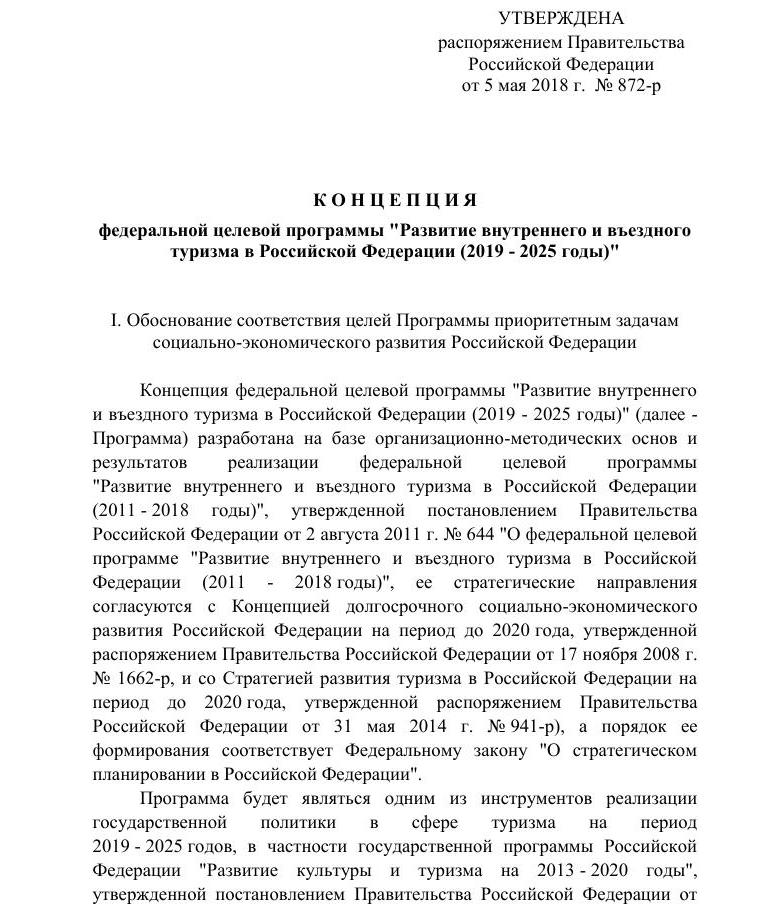 УТВЕРЖДЕНА
распоряжением Правительства
Российской Федерации
от 5 мая 2018 г. № 872-р
К О Н Ц Е П Ц И Я
федеральной целевой программы "Развитие внутреннего и въездного
туризма в Российской Федерации (2019 - 2025 годы)"
I. Обоснование соответствия целей Программы приоритетным задачам
социально-экономического развития Российской Федерации
Концепция федеральной целевой программы "Развитие внутреннего
и въездного туризма в Российской Федерации (2019 - 2025 годы)" (далее -
Программа) разработана на базе организационно-методических основ и
результатов реализации федеральной целевой программы
"Развитие внутреннего и въездного туризма в Российской Федерации
(2011 - 2018 годы)", утвержденной постановлением Правительства
Российской Федерации от 2 августа 2011 г. № 644 "О федеральной целевой
программе "Развитие внутреннего и въездного туризма в Российской
Федерации (2011 - 2018 годы)", ее стратегические направления
согласуются с Концепцией долгосрочного социально-экономического
развития Российской Федерации на период до 2020 года, утвержденной
распоряжением Правительства Российской Федерации от 17 ноября 2008 г.
№ 1662-р, и со Стратегией развития туризма в Российской Федерации на
период до 2020 года, утвержденной распоряжением Правительства
Российской Федерации от 31 мая 2014 г. № 941-р), а порядок ее
формирования соответствует Федеральному закону "О стратегическом
планировании в Российской Федерации".
Программа будет являться одним из инструментов реализации
государственной политики в сфере туризма на период
2019 - 2025 годов, в частности государственной программы Российской
Федерации "Развитие культуры и туризма на 2013 - 2020 годы",
утвержденной постановлением Правительства Российской Федерации от